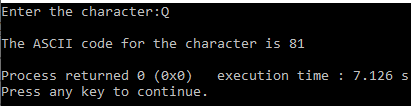 Enter the character:Q
The ASCII code for the character is 81
Process returned 0 (0x0)   execution time : 7.126 s
Press any key to continue.